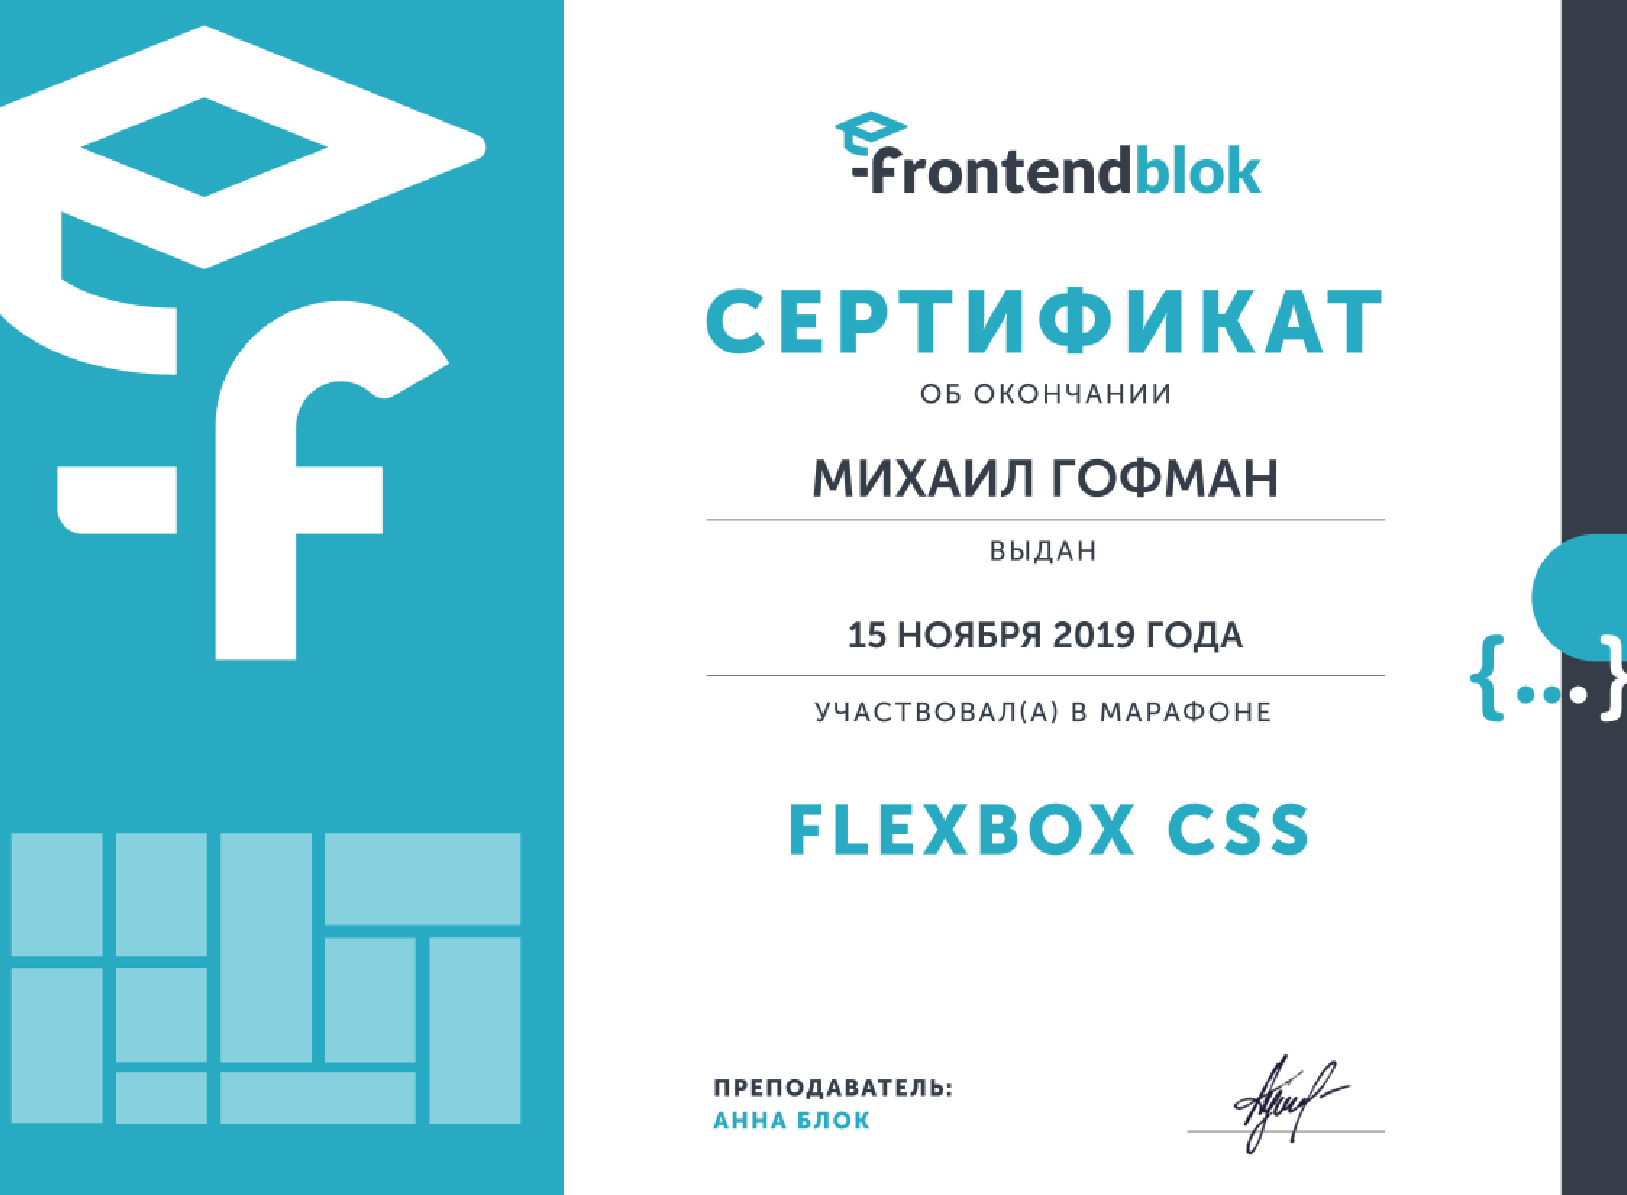 frontendblok
СЕРТИФИКАТ
ОБ ОКОНЧАНИИ
МИХАИЛ ГОФМАН
ВЫДАН
15 НОЯБРЯ 2019 ГОДА
УЧАСТВОВАЛ(А) В МАРАФОНЕ
{...}
FLEXBOX CSS
ПРЕПОДАВАТЕЛЬ:
АННА БЛОК